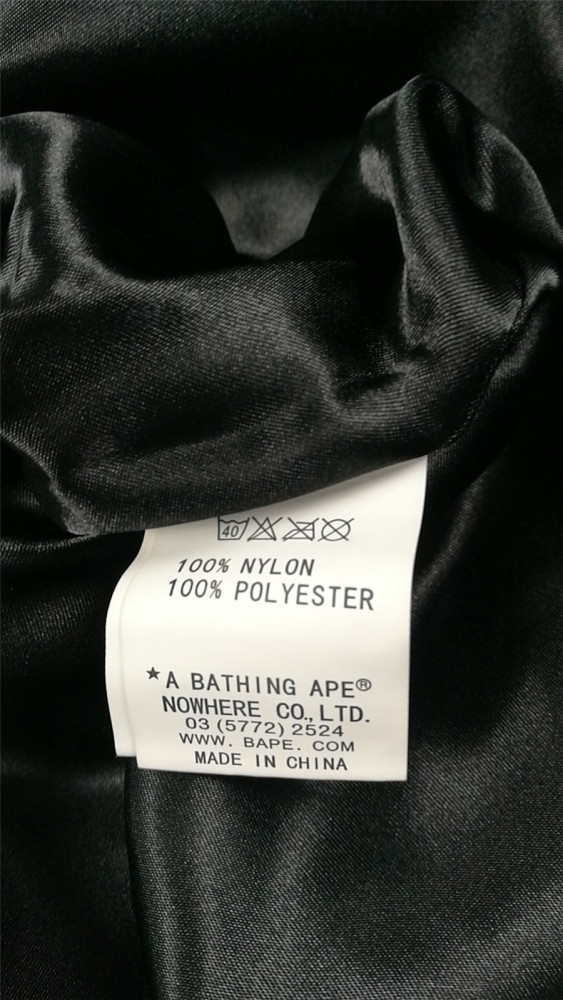 40
100% NYLON
100% POLYESTER
★A BATHING APE®
NOWHERE CO., LTD.
03 (5772) 2524
WWW. BAPE. COM
MADE IN CHINA